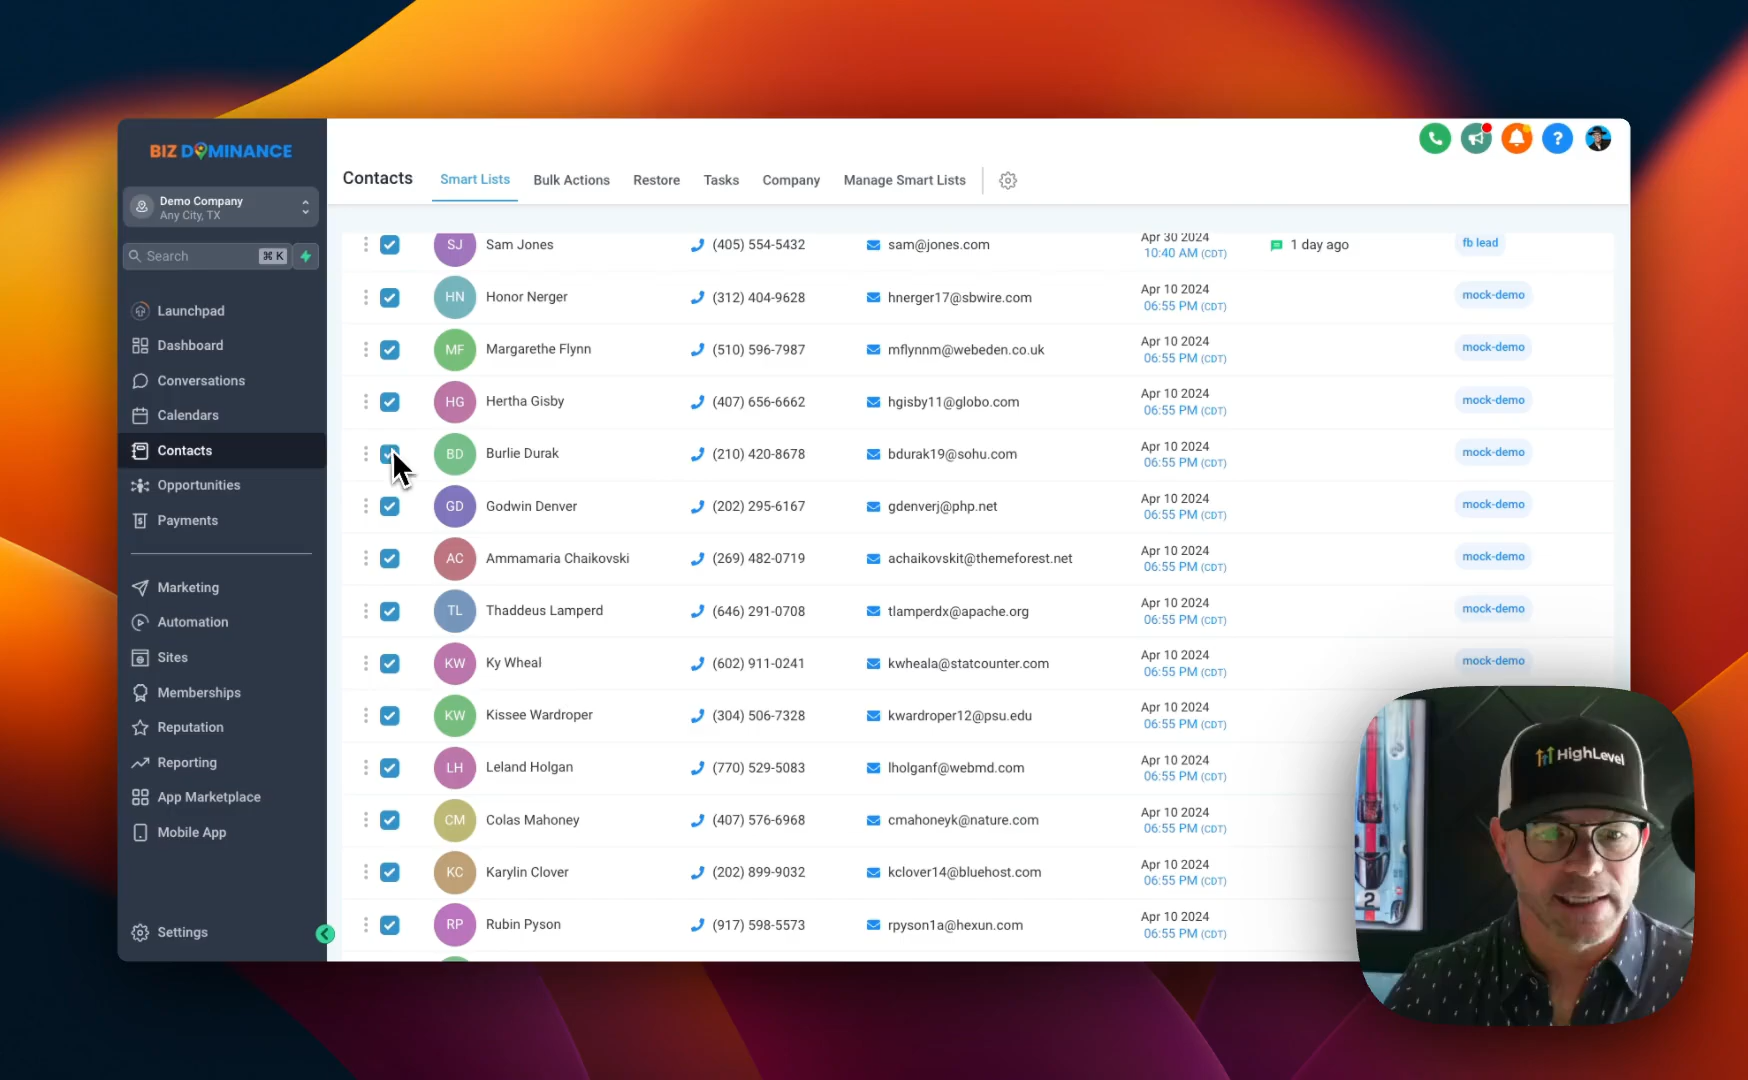 BIZ DOMINANCE
Demo Company
Any City, TX
Search ⌘ K
Launchpad
Dashboard
Conversations
Calendars
Contacts
Opportunities
Payments
Marketing
Automation
Sites
Memberships
Reputation
Reporting
App Marketplace
Mobile App
Settings
Contacts Smart Lists Bulk Actions Restore Tasks Company Manage Smart Lists
?
SJ Sam Jones (405) 554-5432 sam@jones.com Apr 30 2024 10:40 AM (CDT) 1 day ago fb lead
HN Honor Nerger (312) 404-9628 hnerger17@sbwire.com Apr 10 2024 06:55 PM (CDT) mock-demo
MF Margarethe Flynn (510) 596-7987 mflynnm@webeden.co.uk Apr 10 2024 06:55 PM (CDT) mock-demo
HG Hertha Gisby (407) 656-6662 hgisby11@globo.com Apr 10 2024 06:55 PM (CDT) mock-demo
BD Burlie Durak (210) 420-8678 bdurak19@sohu.com Apr 10 2024 06:55 PM (CDT) mock-demo
GD Godwin Denver (202) 295-6167 gdenverj@php.net Apr 10 2024 06:55 PM (CDT) mock-demo
AC Ammamaria Chaikovski (269) 482-0719 achaikovskit@themeforest.net Apr 10 2024 06:55 PM (CDT) mock-demo
TL Thaddeus Lamperd (646) 291-0708 tlamperdx@apache.org Apr 10 2024 06:55 PM (CDT) mock-demo
KW Ky Wheal (602) 911-0241 kwheala@statcounter.com Apr 10 2024 06:55 PM (CDT) mock-demo
KW Kissee Wardroper (304) 506-7328 kwardroper12@psu.edu Apr 10 2024 06:55 PM (CDT)
LH Leland Holgan (770) 529-5083 lholganf@webmd.com Apr 10 2024 06:55 PM (CDT)
CM Colas Mahoney (407) 576-6968 cmahoneyk@nature.com Apr 10 2024 06:55 PM (CDT)
KC Karylin Clover (202) 899-9032 kclover14@bluehost.com Apr 10 2024 06:55 PM (CDT)
RP Rubin Pyson (917) 598-5573 rpyson1a@hexun.com Apr 10 2024 06:55 PM (CDT)
HighLevel
2